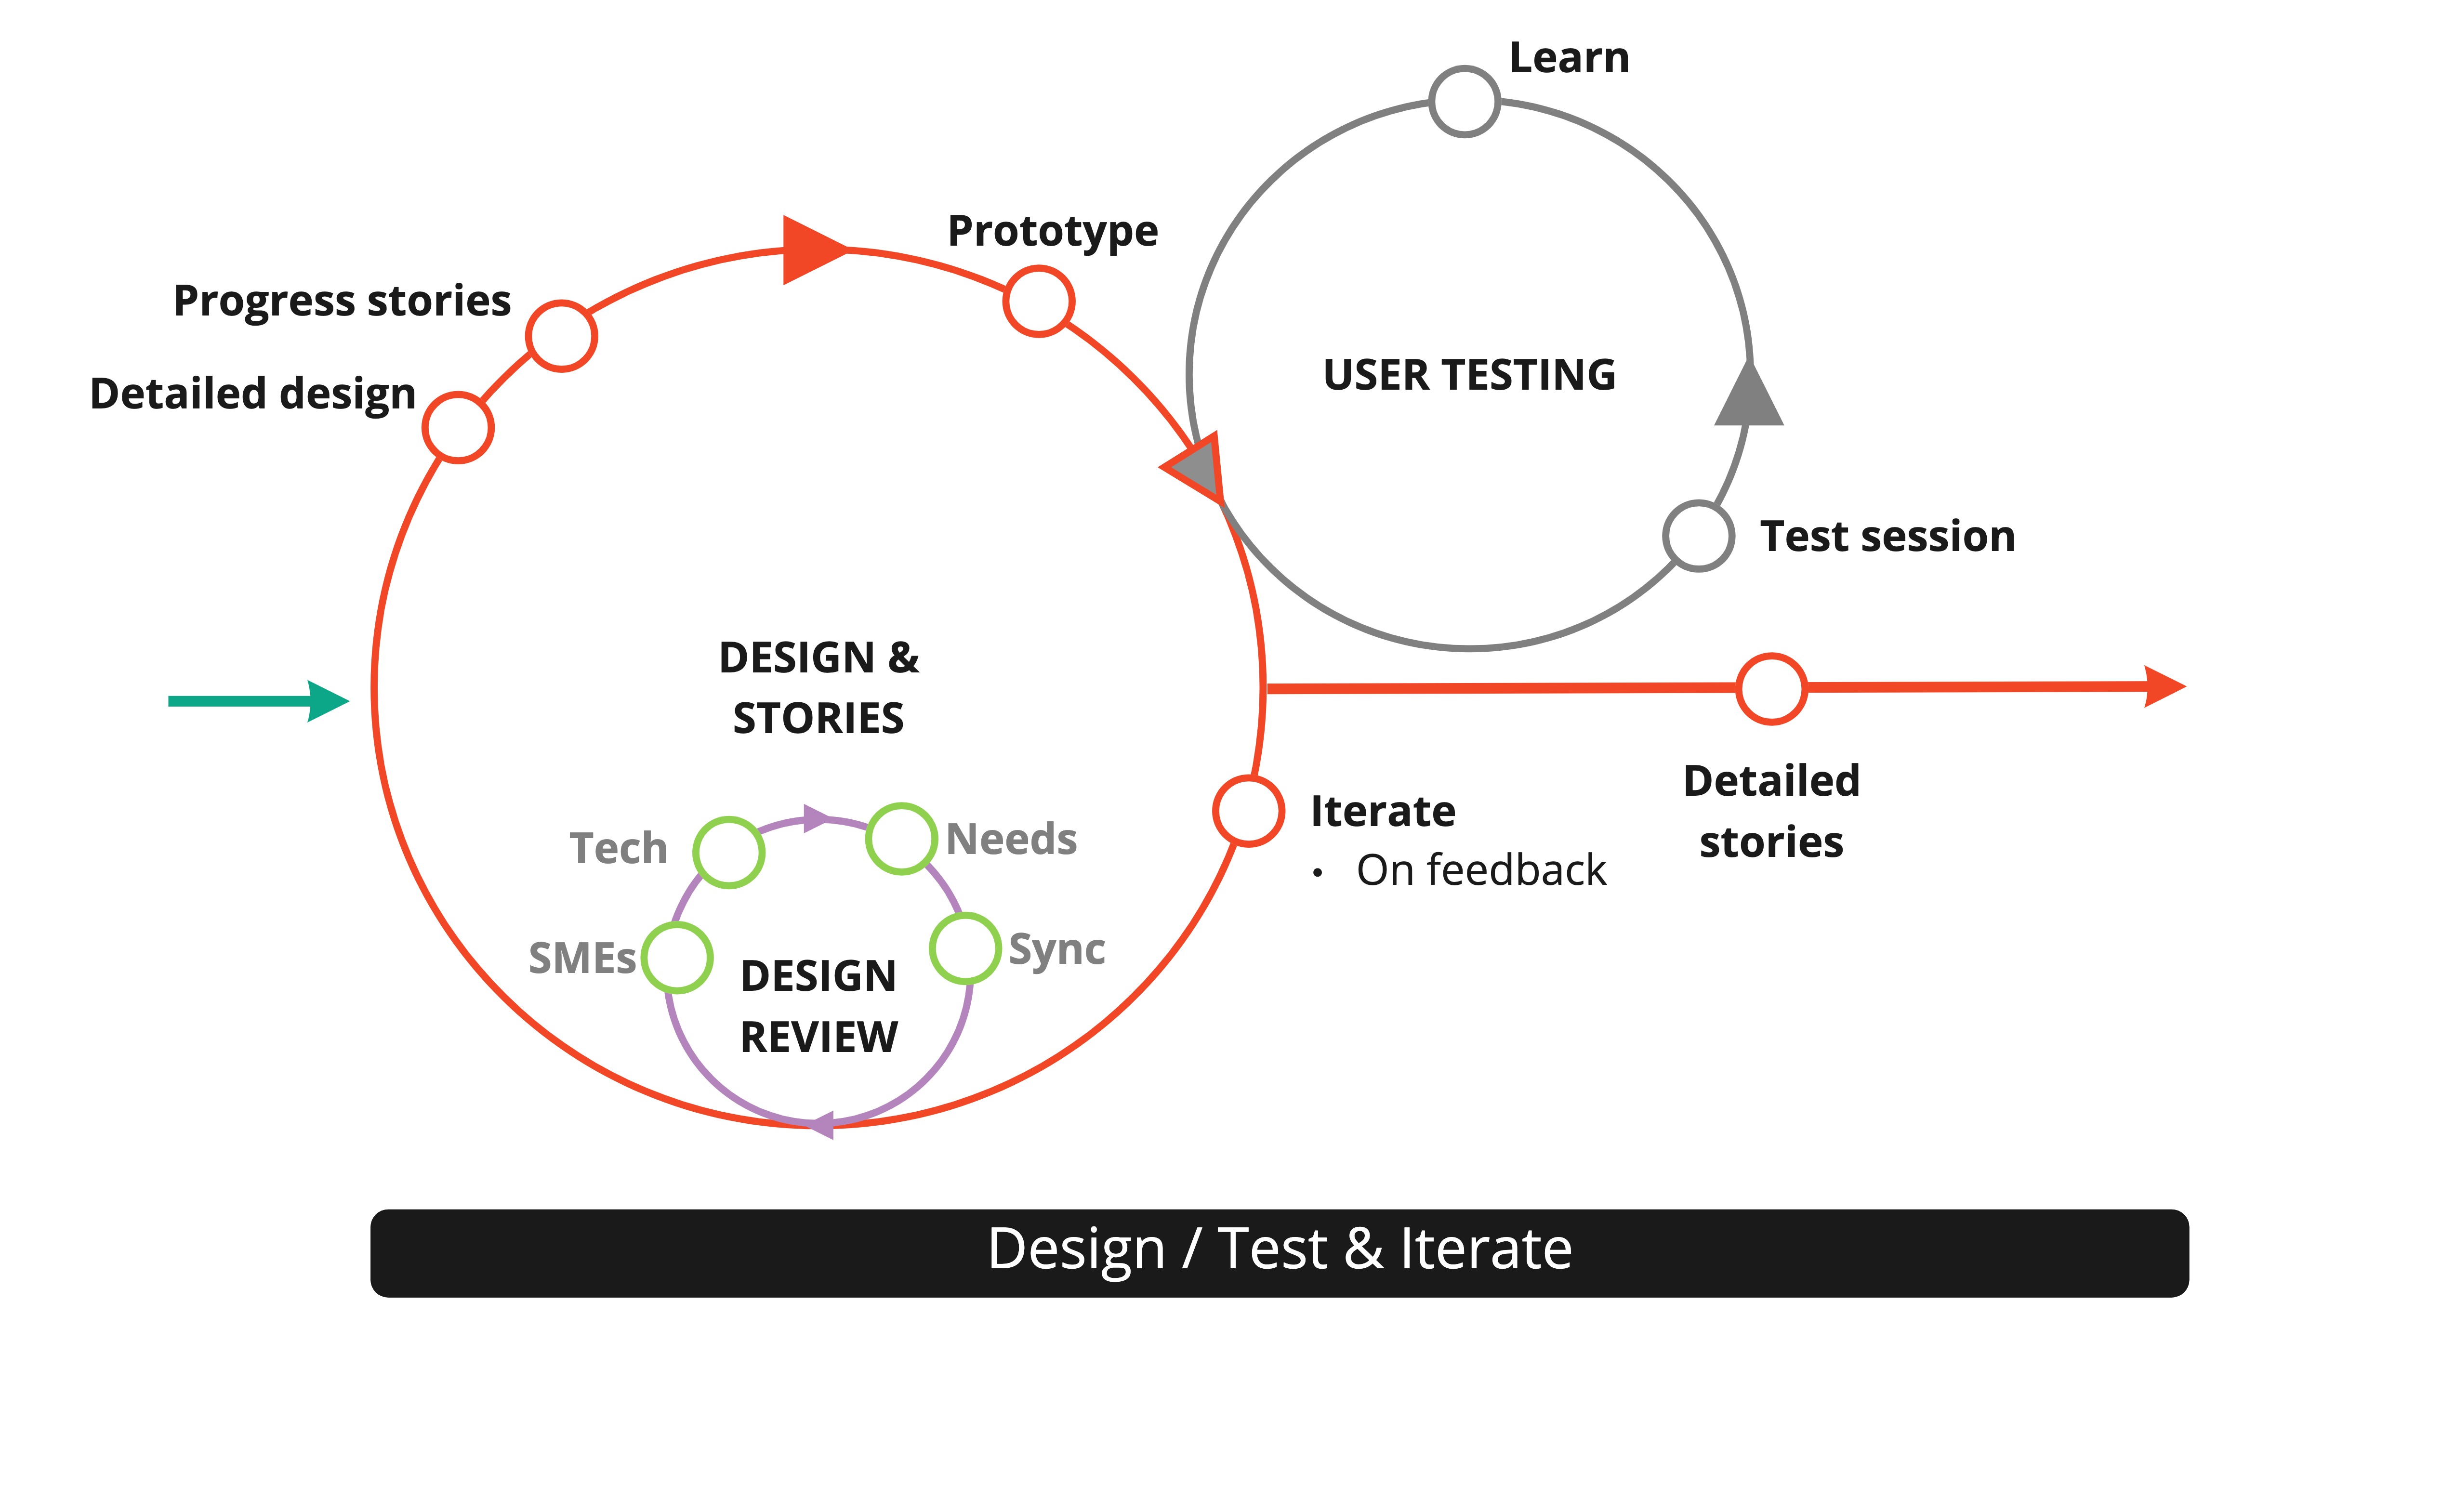 Learn
Prototype
Progress stories
Detailed design
USER TESTING
Test session
DESIGN &
STORIES
Detailed
stories
Iterate
• On feedback
Tech
Needs
SMEs
Sync
DESIGN
REVIEW
Design / Test & Iterate